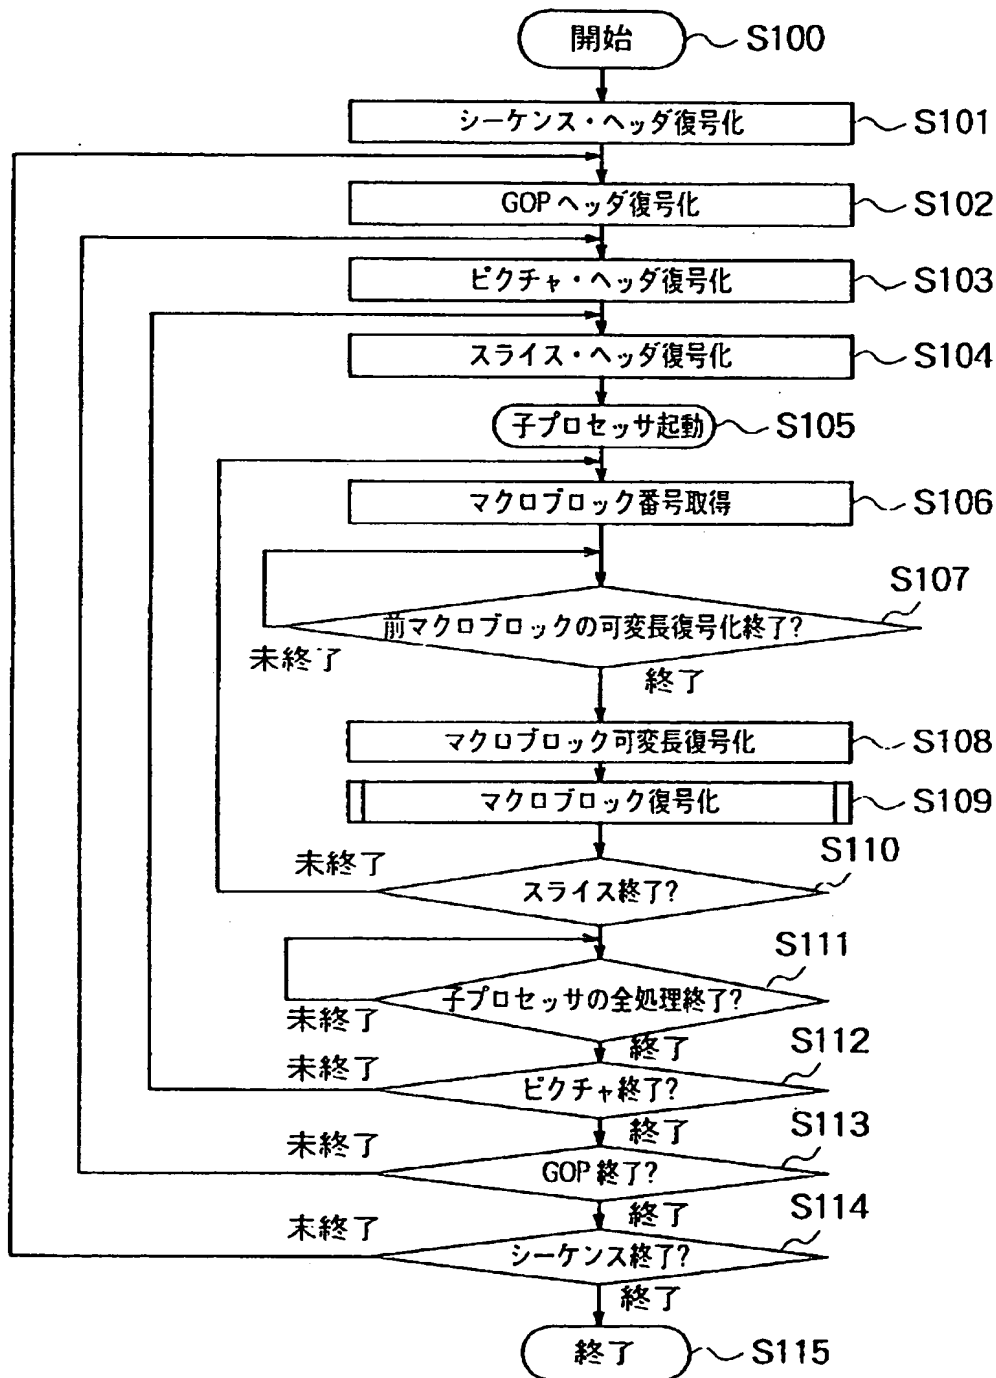 開始 S100
シーケンス・ヘッダ復号化 S101
GOPヘッダ復号化 S102
ピクチャ・ヘッダ復号化 S103
スライス・ヘッダ復号化 S104
子プロセッサ起動 S105
マクロブロック番号取得 S106
S107
前マクロブロックの可変長復号化終了?
未終了
終了
マクロブロック可変長復号化 S108
マクロブロック復号化 S109
未終了
S110
スライス終了?
S111
子プロセッサの全処理終了?
未終了
終了
S112
未終了
ピクチャ終了?
終了
S113
未終了
GOP終了?
終了
S114
未終了
シーケンス終了?
終了
終了 S115